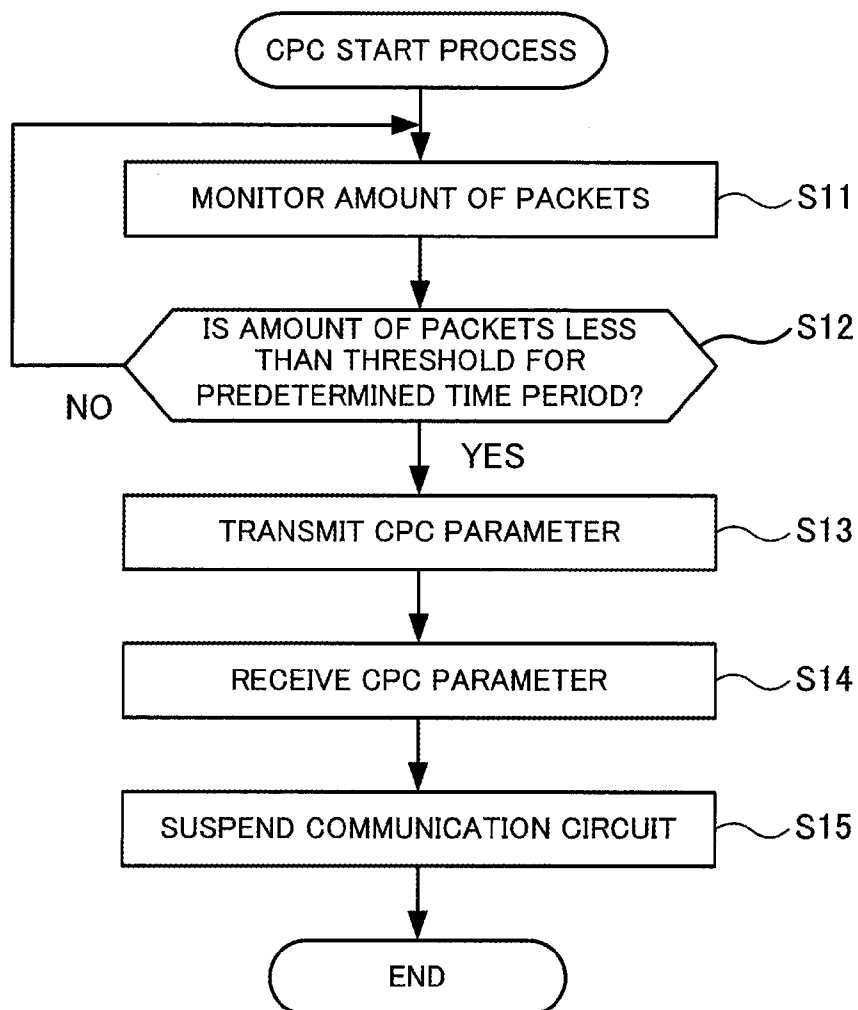 CPC START PROCESS
MONITOR AMOUNT OF PACKETS
S11
IS AMOUNT OF PACKETS LESS
THAN THRESHOLD FOR
PREDETERMINED TIME PERIOD?
S12
NO
YES
TRANSMIT CPC PARAMETER
S13
RECEIVE CPC PARAMETER
S14
SUSPEND COMMUNICATION CIRCUIT
S15
END